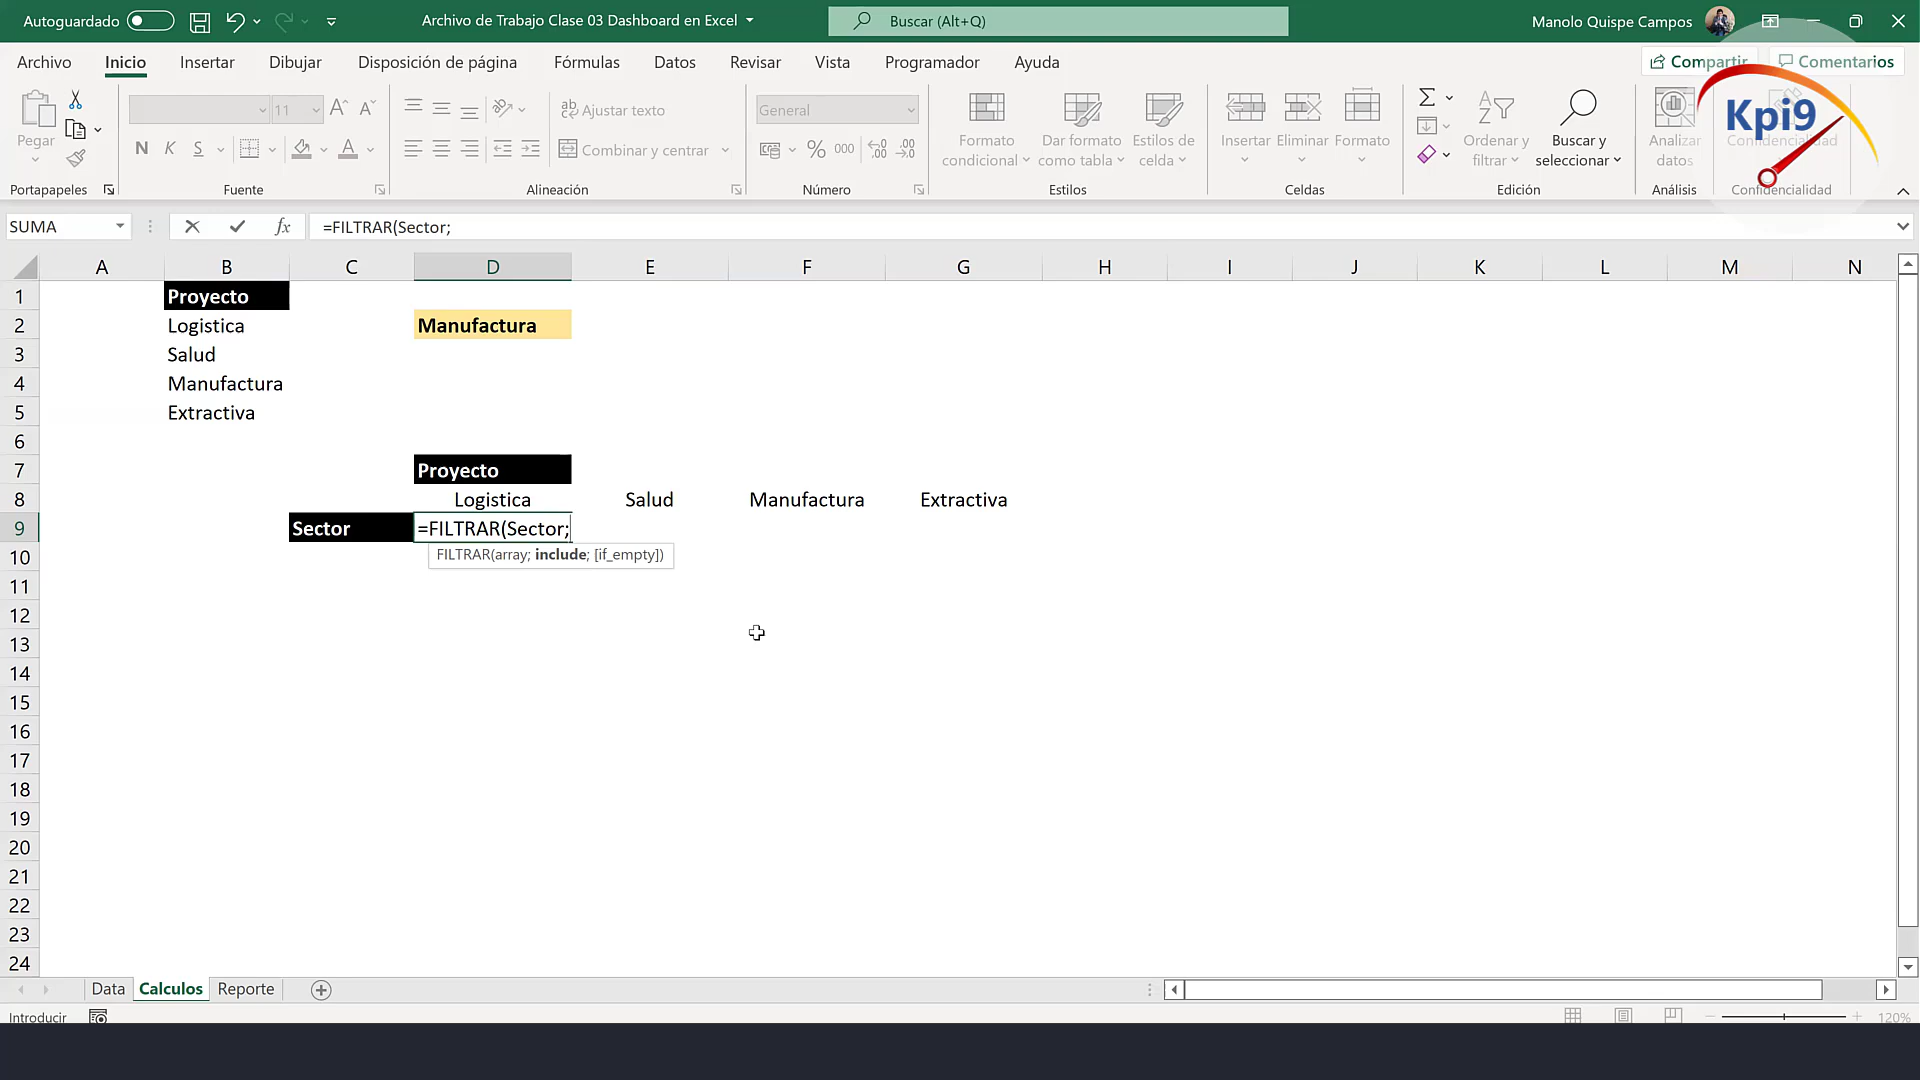 Autoguardado
Archivo de Trabajo Clase 03 Dashboard en Excel
Buscar (Alt+Q)
Manolo Quispe Campos
Archivo Inicio Insertar Dibujar Disposición de página Fórmulas Datos Revisar Vista Programador Ayuda
Compartir Comentarios
Kpi9
Pegar
11
Ajustar texto
General
N K S
Combinar y centrar
% 000
Formato condicional
Dar formato como tabla
Estilos de celda
Insertar Eliminar Formato
Ordenar y filtrar
Buscar y seleccionar
Analizar datos
Confidencialidad
Portapapeles Fuente Alineación Número Estilos Celdas Edición Análisis Confidencialidad
SUMA
fx
=FILTRAR(Sector;
A B C D E F G H I J K L M N
1 Proyecto
2 Logistica Manufactura
3 Salud
4 Manufactura
5 Extractiva
6
7 Proyecto
8 Logistica Salud Manufactura Extractiva
9 Sector =FILTRAR(Sector;
10 FILTRAR(array; include; [if_empty])
11
12
13
14
15
16
17
18
19
20
21
22
23
24
Data Calculos Reporte
Introducir
120%